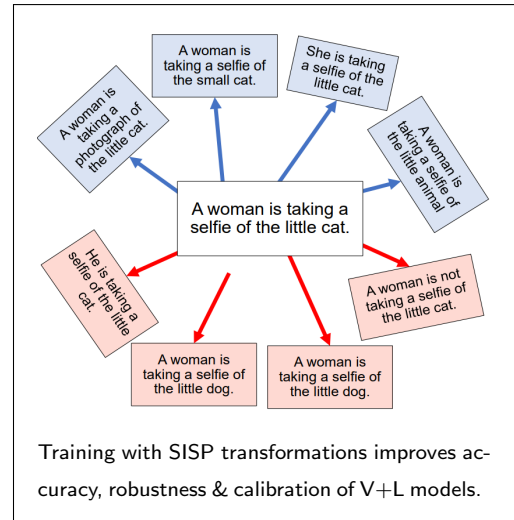 A woman is
taking a selfie of
the small cat.
She is taking
a selfie of the
little cat.
A woman is
taking a
photograph of
the little cat.
A woman is
taking a selfie of
the little animal
A woman is taking a
selfie of the little cat.
He is taking a
selfie of the little
cat.
A woman is not
taking a selfie of
the little cat.
A woman is
taking a selfie of
the little dog.
A woman is
taking a selfie of
the little dog.
Training with SISP transformations improves ac-
curacy, robustness & calibration of V+L models.